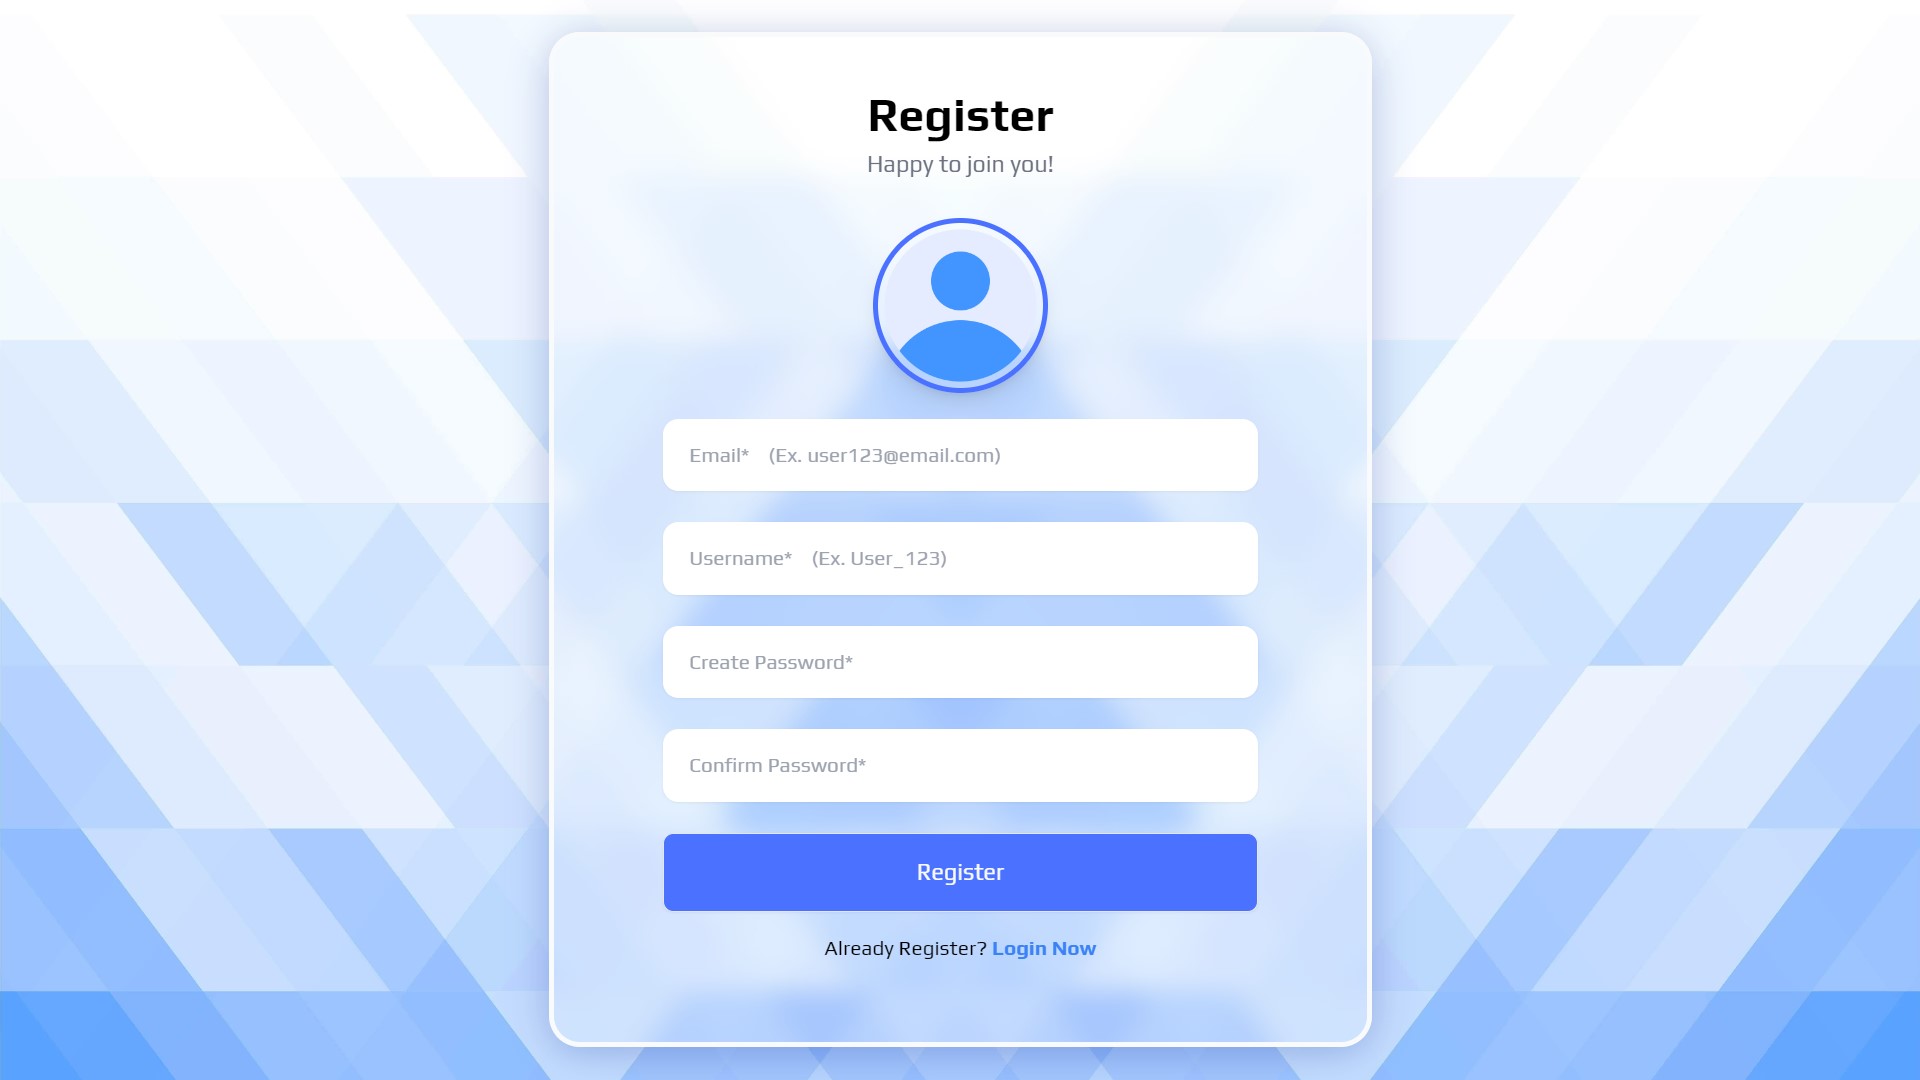 Register
Happy to join you!
Email* (Ex. user123@email.com)
Username* (Ex. User_123)
Create Password*
Confirm Password*
Register
Already Register? Login Now